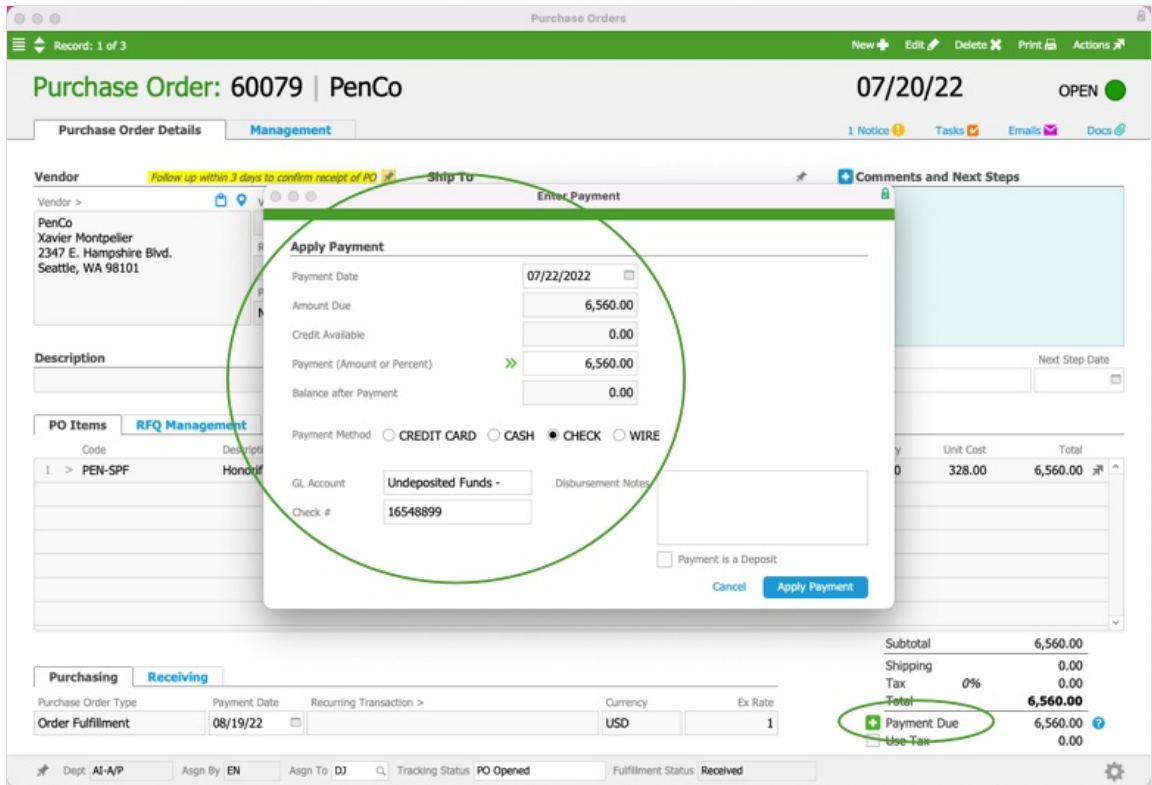 Purchase Orders
Record: 1 of 3 New Edit Delete Print Actions
Purchase Order: 60079 | PenCo 07/20/22 OPEN
Purchase Order Details Management 1 Notice Tasks Emails Docs
Vendor Follow up within 3 days to confirm receipt of PO Ship To Comments and Next Steps
Vendor >
PenCo
Xavier Montpelier
2347 E. Hampshire Blvd.
Seattle, WA 98101
Enter Payment
Apply Payment
Payment Date 07/22/2022
Amount Due 6,560.00
Credit Available 0.00
Payment (Amount or Percent) >> 6,560.00
Balance after Payment 0.00
Payment Method CREDIT CARD CASH CHECK WIRE
GL Account Undeposited Funds - Disbursement Notes
Check # 16548899
Payment is a Deposit
Cancel Apply Payment
Description Next Step Date
PO Items RFQ Management
Code Unit Cost Total
1 > PEN-SPF 328.00 6,560.00
Subtotal 6,560.00
Shipping 0.00
Tax 0% 0.00
Total 6,560.00
Payment Due 6,560.00
Use Tax 0.00
Purchasing Receiving
Purchase Order Type Payment Date Recurring Transaction > Currency Ex Rate
Order Fulfillment 08/19/22 USD 1
Dept AI-A/P Asgn By EN Asgn To DJ Tracking Status PO Opened Fulfillment Status Received